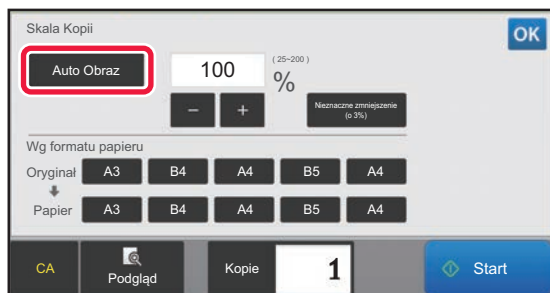 Skala Kopii
OK
Auto Obraz
100
(25~200)
%
Nieznaczne zmniejszenie
(o 3%)
− +
Wg formatu papieru
Oryginał A3 B4 A4 B5 A4
Papier A3 B4 A4 B5 A4
CA
Podgląd
Kopie
1
Start